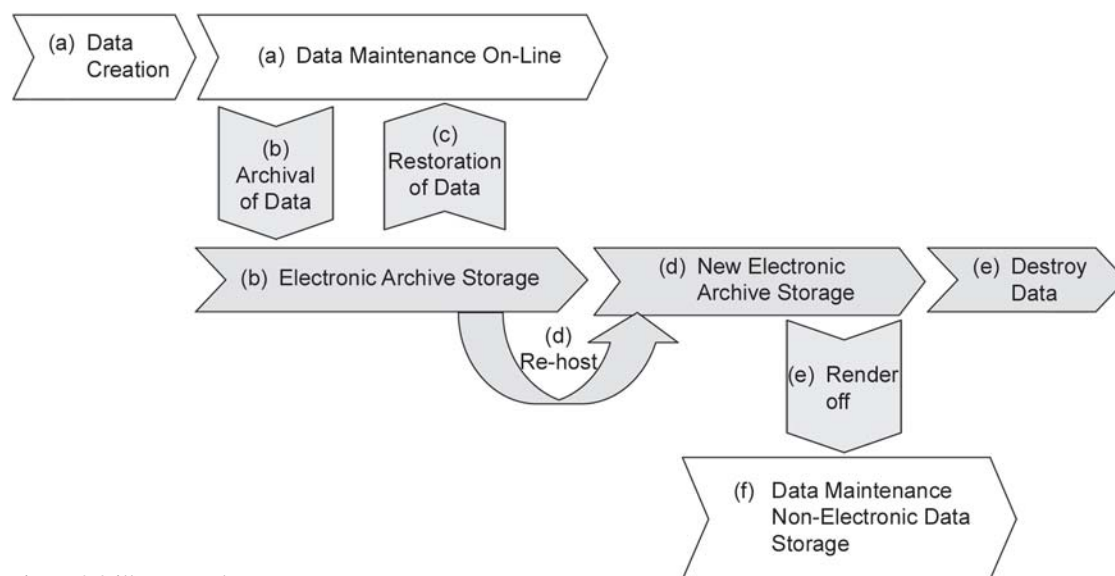 (a) Data
Creation
(a) Data Maintenance On-Line
(b)
Archival
of Data
(c)
Restoration
of Data
(b) Electronic Archive Storage
(d) New Electronic
Archive Storage
(e) Destroy
Data
(d)
Re-host
(e) Render
off
(f) Data Maintenance
Non-Electronic Data
Storage